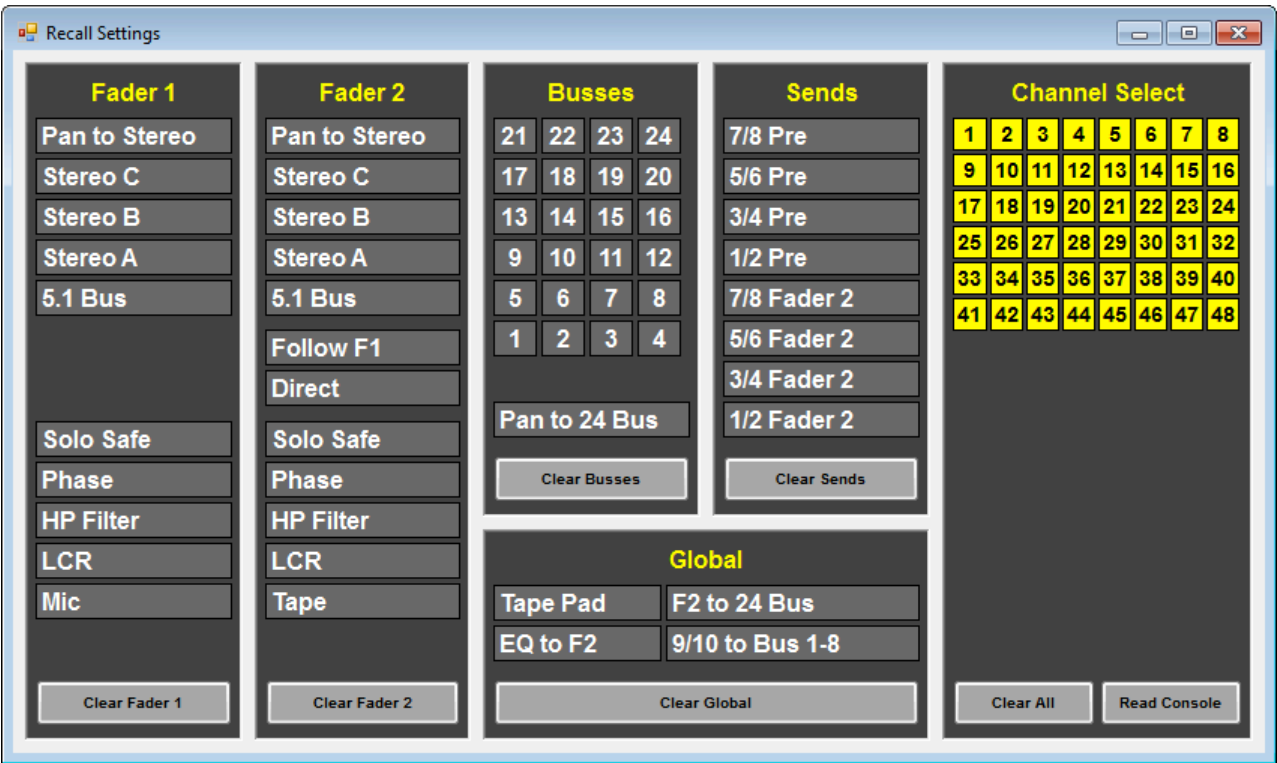 Recall Settings
Fader 1
Pan to Stereo
Stereo C
Stereo B
Stereo A
5.1 Bus
Solo Safe
Phase
HP Filter
LCR
Mic
Clear Fader 1
Fader 2
Pan to Stereo
Stereo C
Stereo B
Stereo A
5.1 Bus
Follow F1
Direct
Solo Safe
Phase
HP Filter
LCR
Tape
Clear Fader 2
Busses
21 22 23 24
17 18 19 20
13 14 15 16
9 10 11 12
5 6 7 8
1 2 3 4
Pan to 24 Bus
Clear Busses
Sends
7/8 Pre
5/6 Pre
3/4 Pre
1/2 Pre
7/8 Fader 2
5/6 Fader 2
3/4 Fader 2
1/2 Fader 2
Clear Sends
Global
Tape Pad F2 to 24 Bus
EQ to F2 9/10 to Bus 1-8
Clear Global
Channel Select
1 2 3 4 5 6 7 8
9 10 11 12 13 14 15 16
17 18 19 20 21 22 23 24
25 26 27 28 29 30 31 32
33 34 35 36 37 38 39 40
41 42 43 44 45 46 47 48
Clear All Read Console